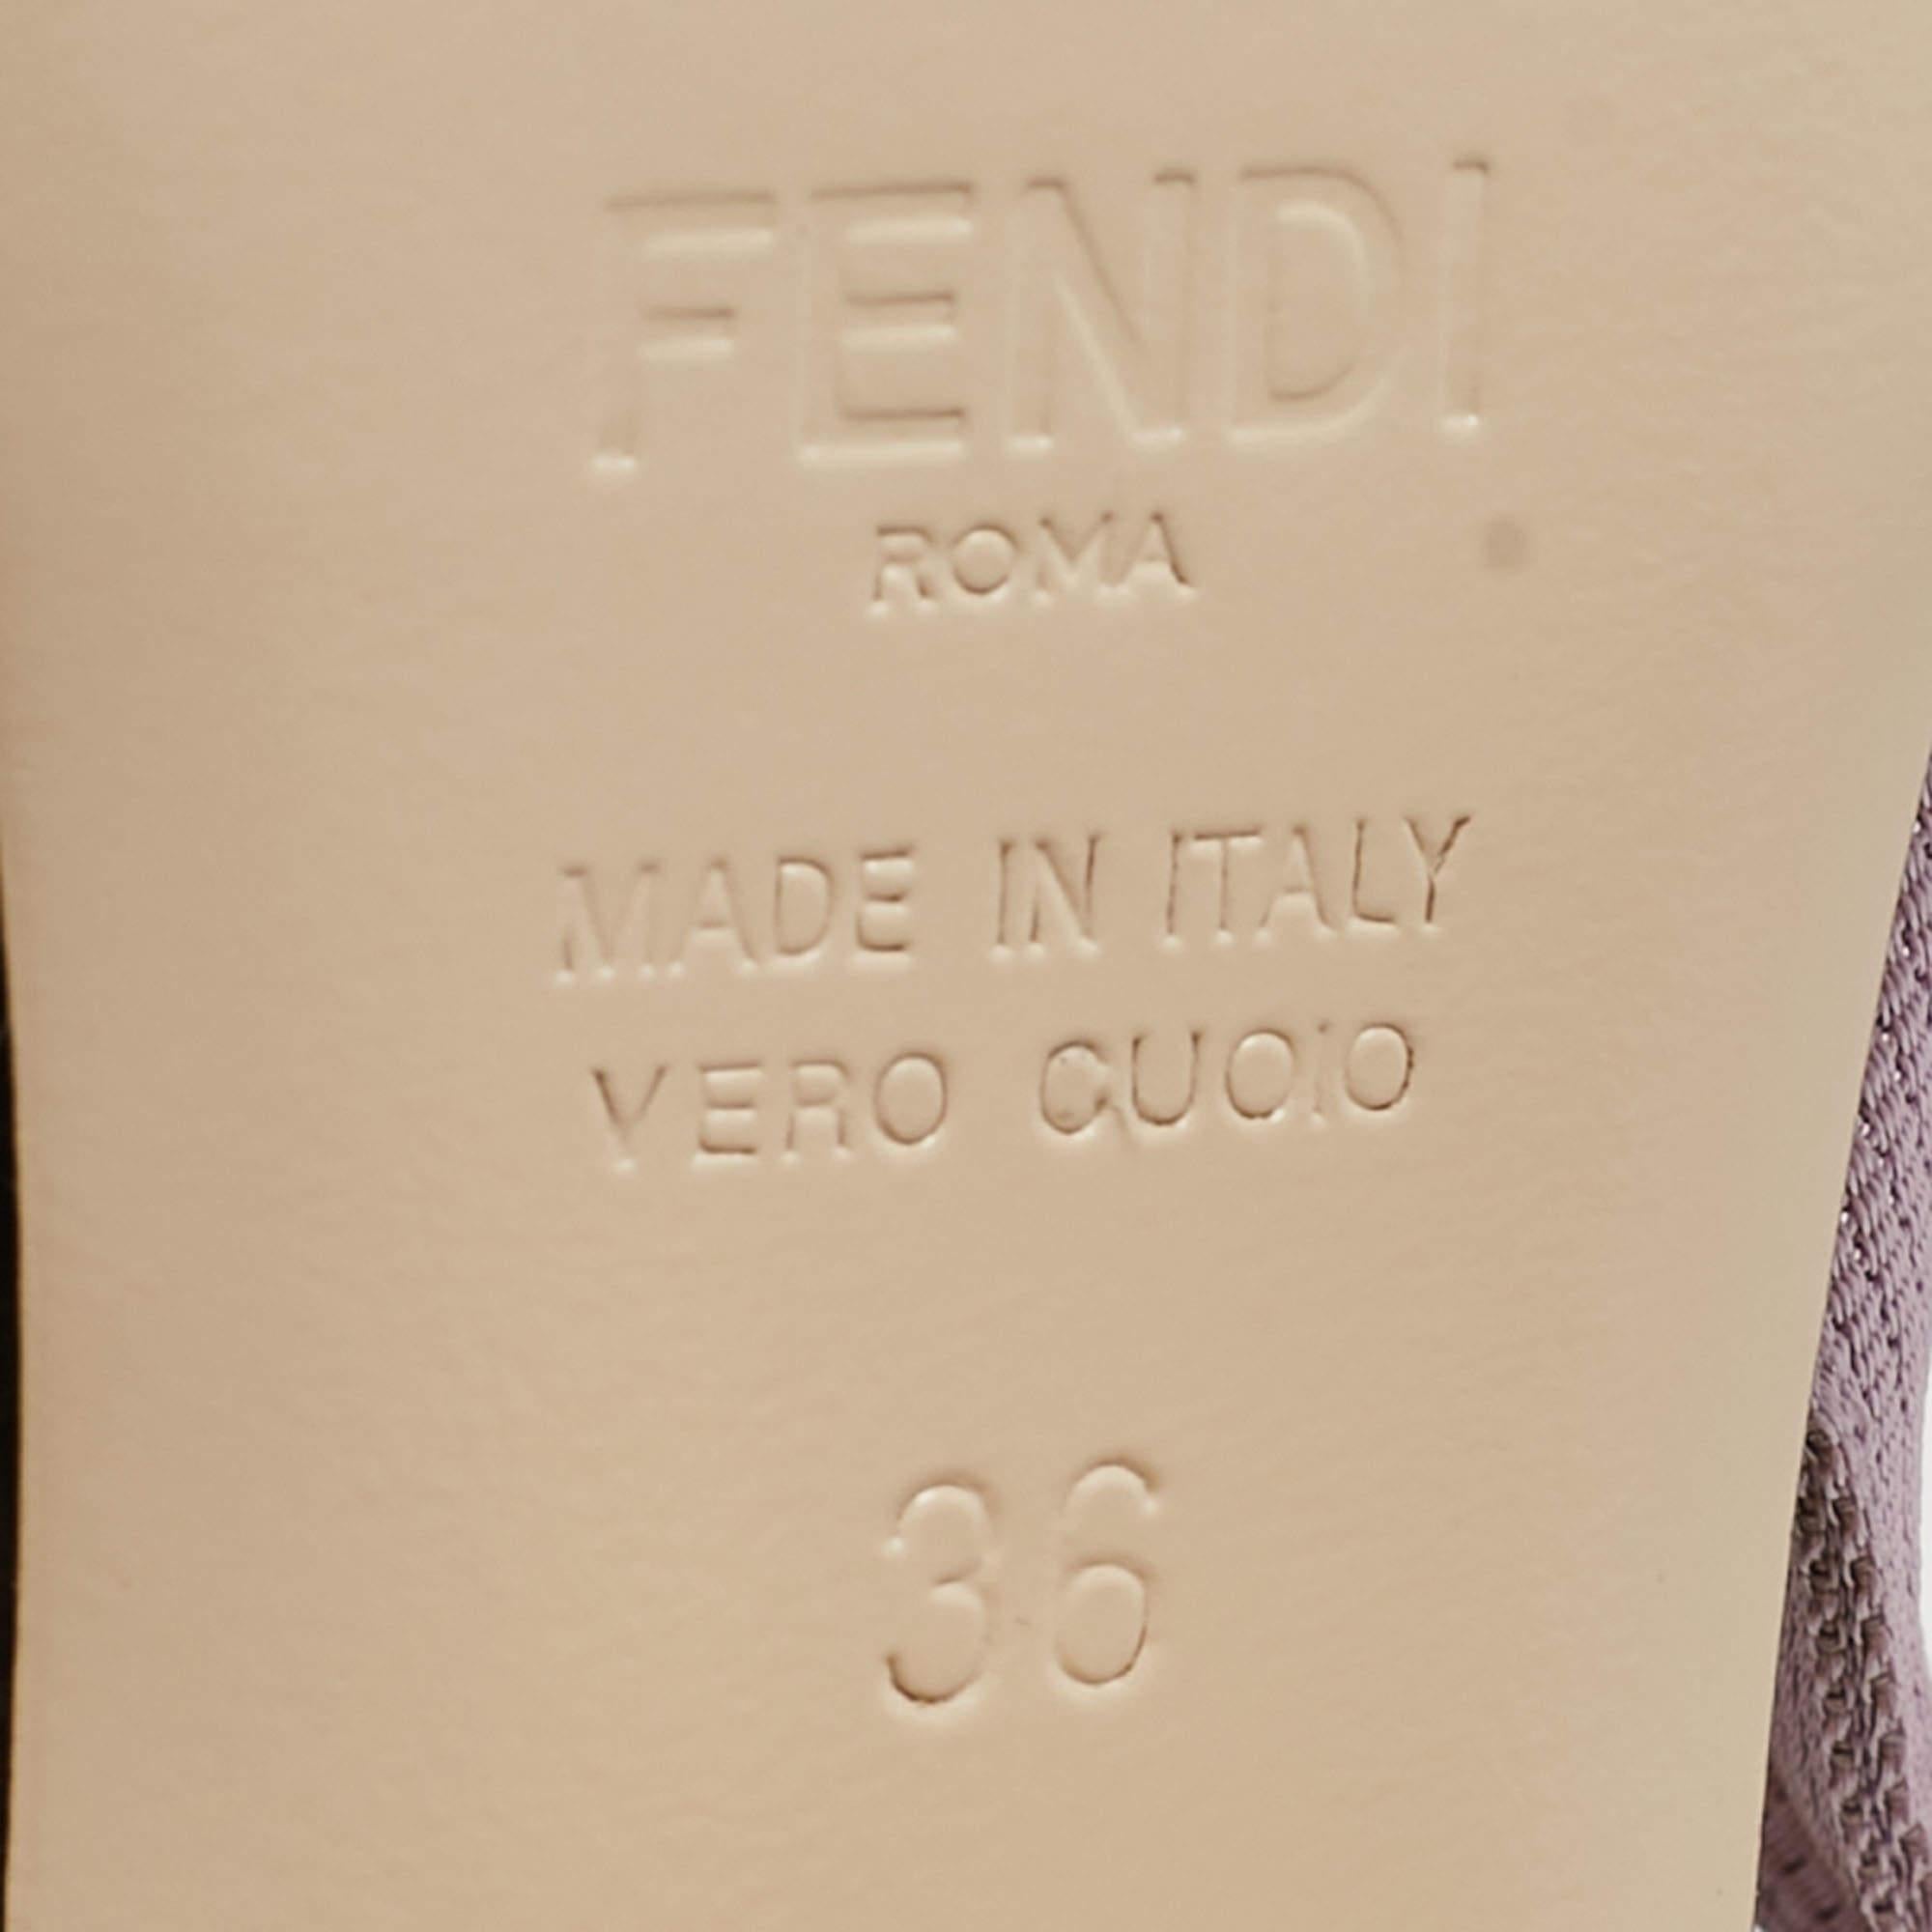 FENDI
ROMA
MADE IN ITALY
VERO CUOIO
36